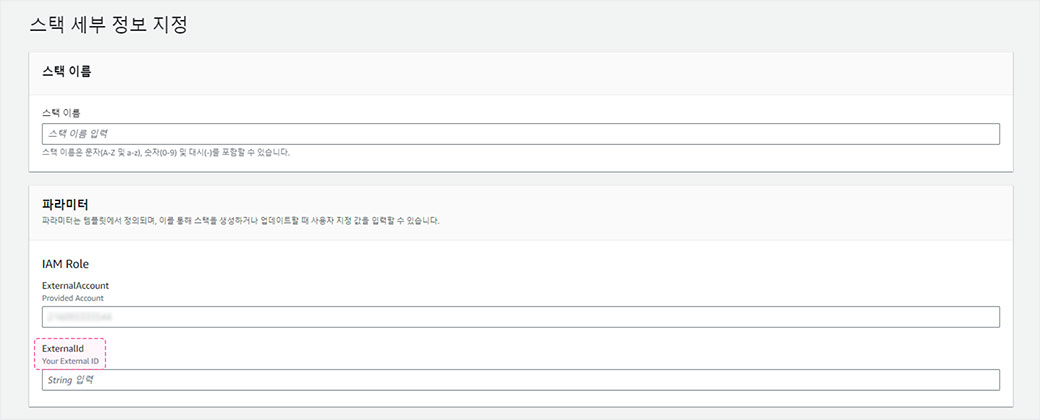 스택 세부 정보 지정
스택 이름
스택 이름
스택 이름 입력
스택 이름은 문자(A-Z 및 a-z), 숫자(0-9) 및 대시(-)를 포함할 수 있습니다.
파라미터
파라미터는 템플릿에서 정의되며, 이를 통해 스택을 생성하거나 업데이트할 때 사용자 지정 값을 입력할 수 있습니다.
IAM Role
ExternalAccount
Provided Account
ExternalId
Your External ID
String 입력